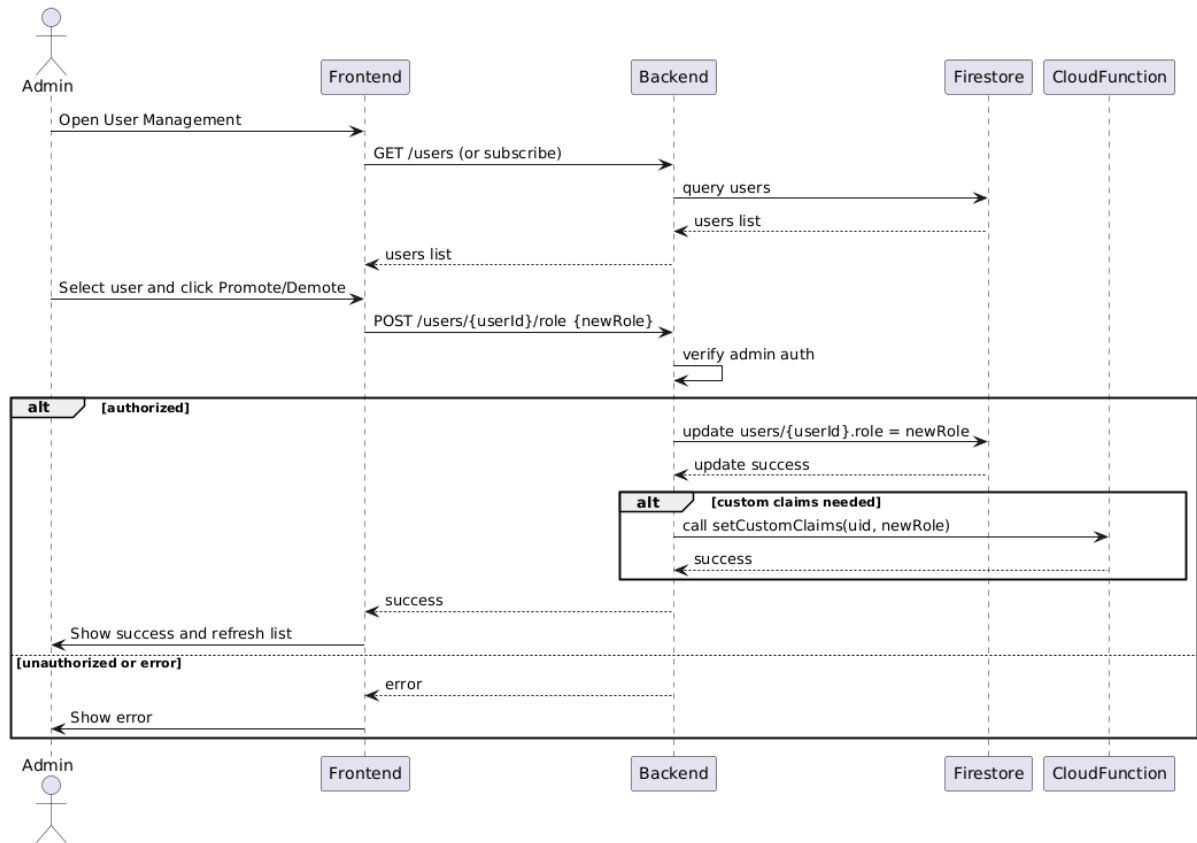 Admin
Frontend
Backend
Firestore
CloudFunction
Open User Management
GET /users (or subscribe)
query users
users list
users list
Select user and click Promote/Demote
POST /users/{userId}/role {newRole}
verify admin auth
alt [authorized]
update users/{userId}.role = newRole
update success
alt [custom claims needed]
call setCustomClaims(uid, newRole)
success
success
Show success and refresh list
[unauthorized or error]
error
Show error
Admin
Frontend
Backend
Firestore
CloudFunction